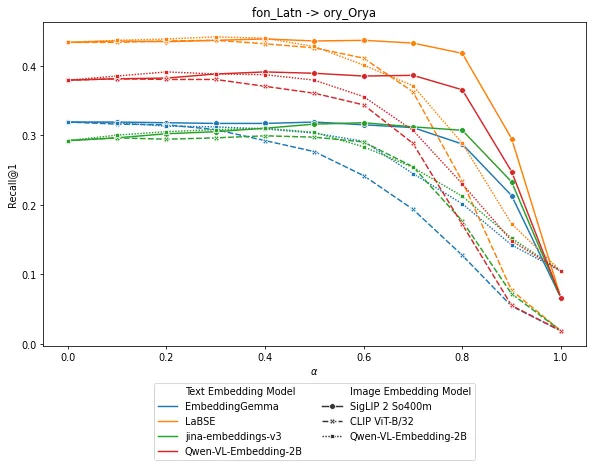 fon_Latn -> ory_Orya
Recall@1
0.4
0.3
0.2
0.1
0.0
0.0 0.2 0.4 0.6 0.8 1.0
α
Text Embedding Model Image Embedding Model
EmbeddingGemma SigLIP 2 So400m
LaBSE CLIP ViT-B/32
jina-embeddings-v3 Qwen-VL-Embedding-2B
Qwen-VL-Embedding-2B